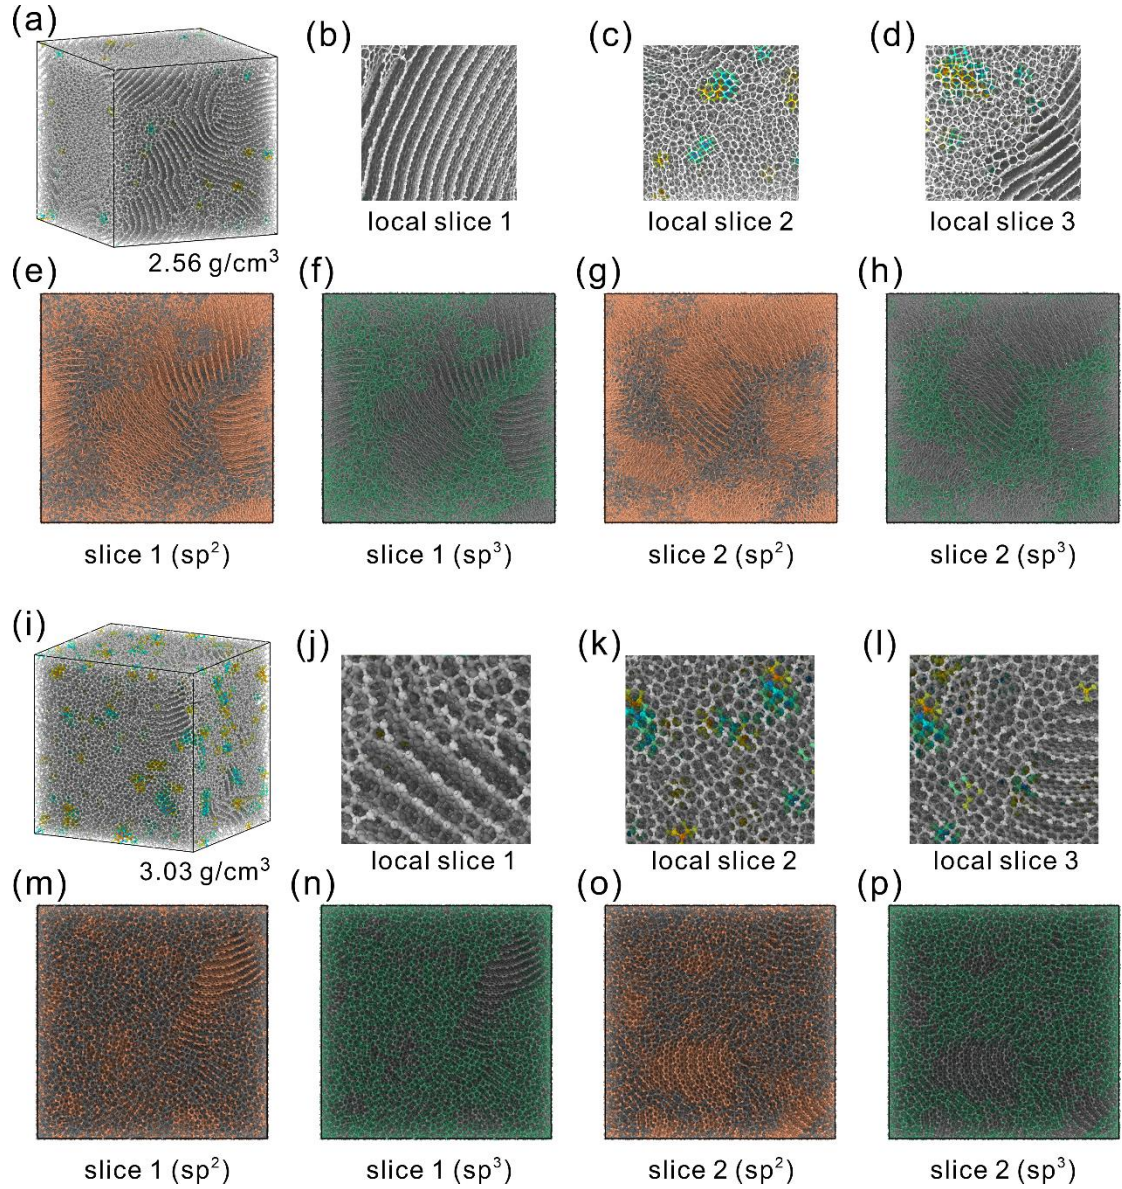 (a)
(b)
(c)
(d)
local slice 1
local slice 2
local slice 3
2.56 g/cm³
(e)
(f)
(g)
(h)
slice 1 (sp²)
slice 1 (sp³)
slice 2 (sp²)
slice 2 (sp³)
(i)
(j)
(k)
(l)
local slice 1
local slice 2
local slice 3
3.03 g/cm³
(m)
(n)
(o)
(p)
slice 1 (sp²)
slice 1 (sp³)
slice 2 (sp²)
slice 2 (sp³)